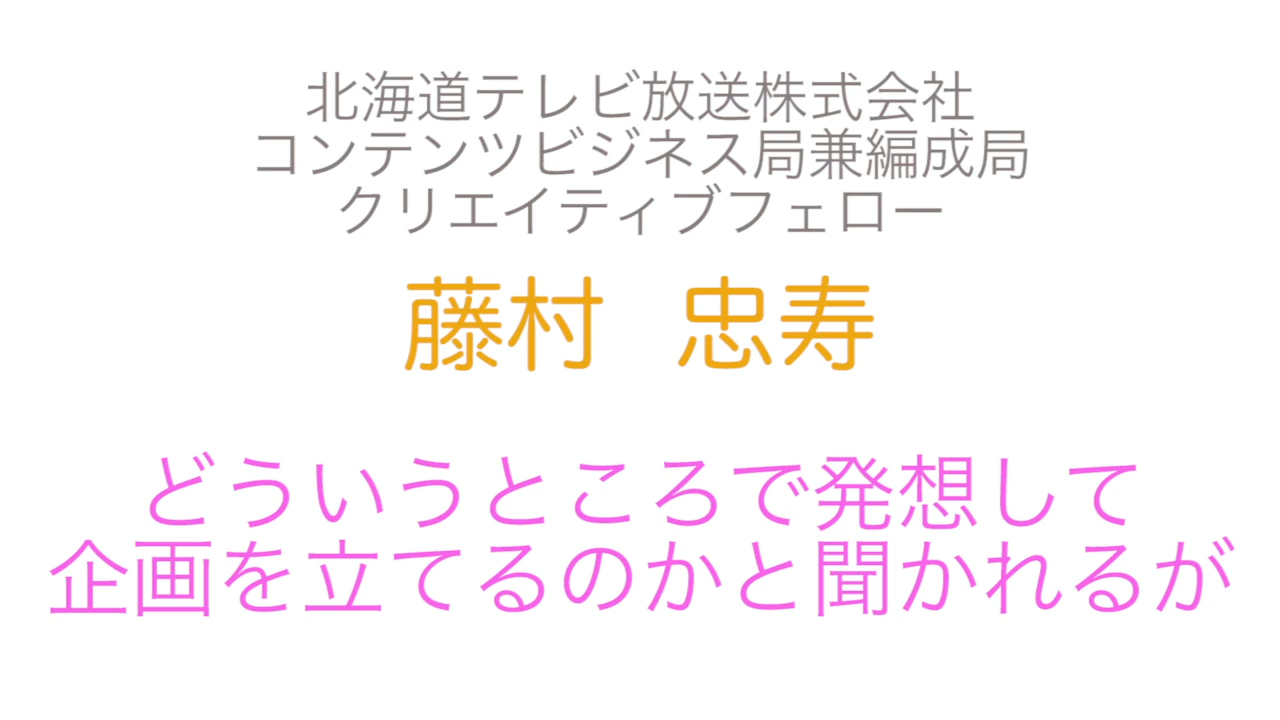 北海道テレビ放送株式会社
コンテンツビジネス局兼編成局
クリエイティブフェロー
藤村 忠寿
どういうところで発想して
企画を立てるのかと聞かれるが